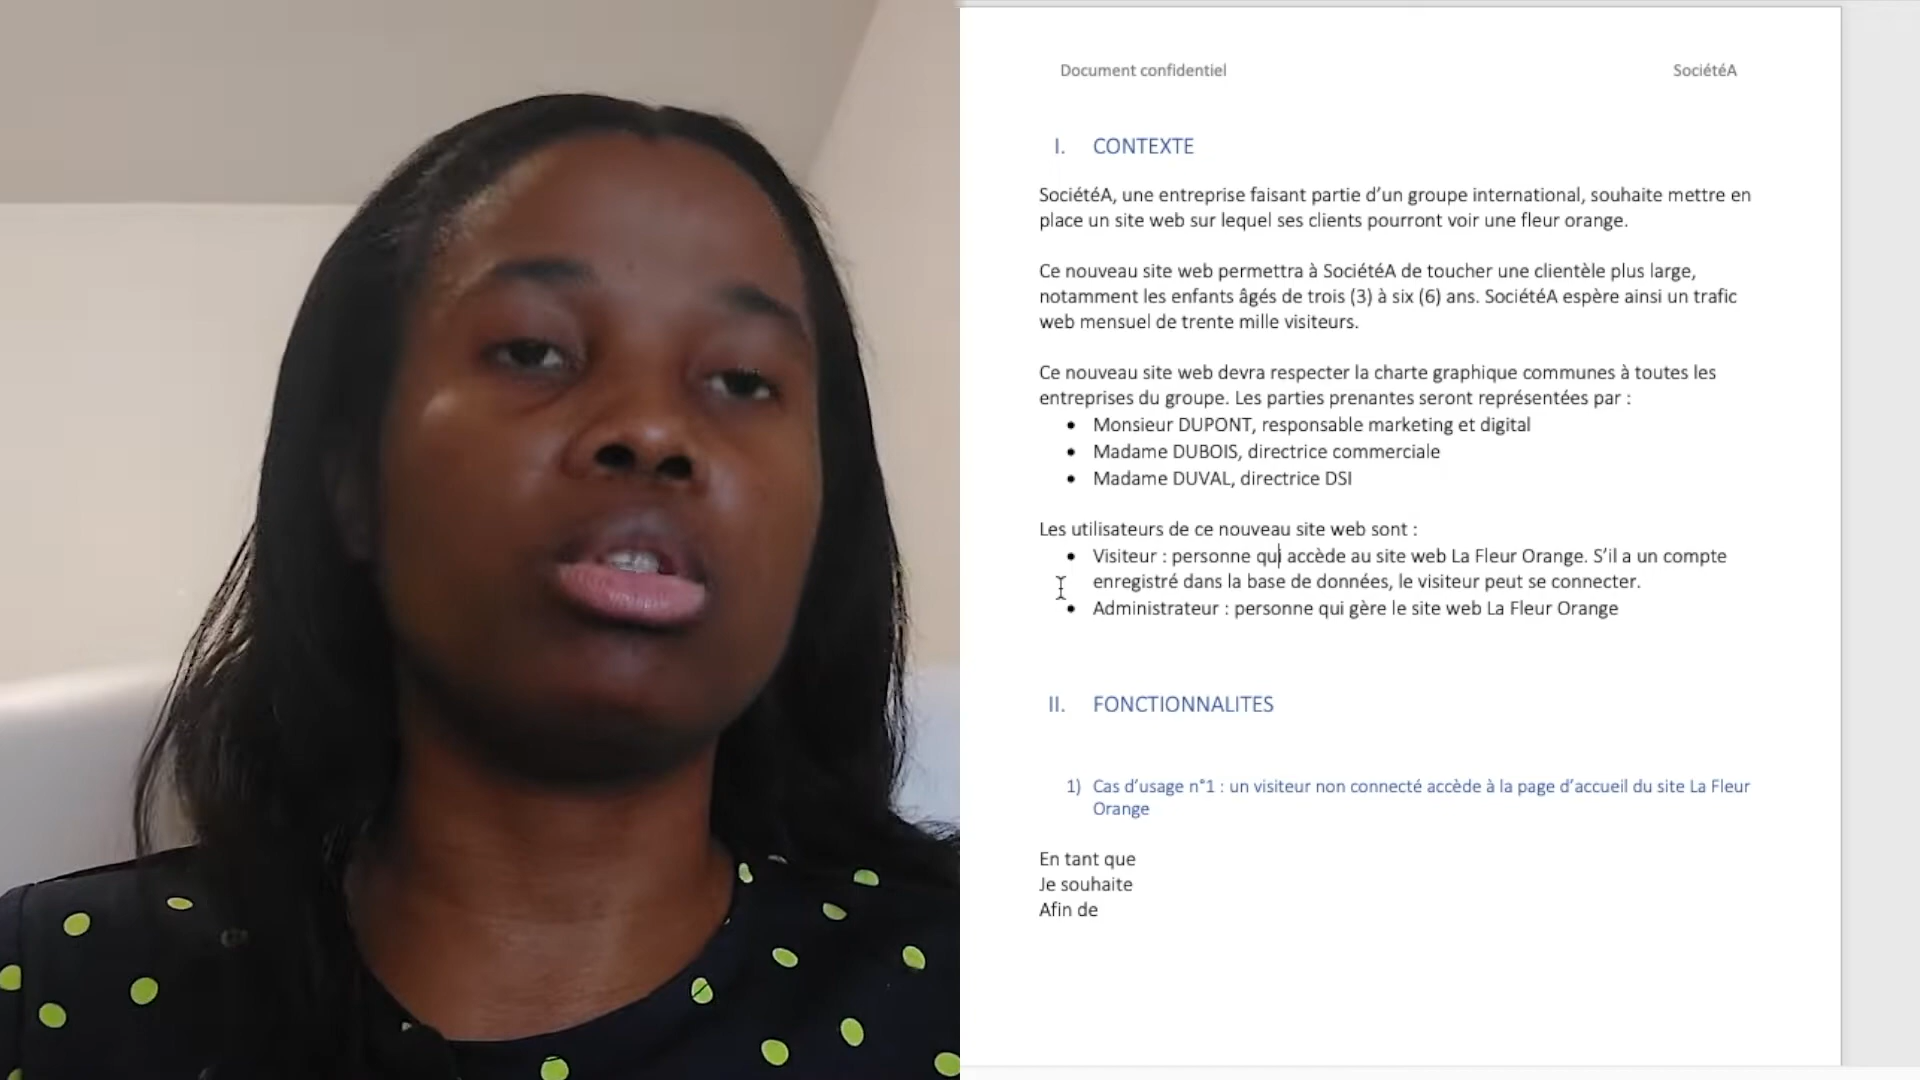 Document confidentiel SociétéA
I. CONTEXTE
SociétéA, une entreprise faisant partie d’un groupe international, souhaite mettre en
place un site web sur lequel ses clients pourront voir une fleur orange.
Ce nouveau site web permettra à SociétéA de toucher une clientèle plus large,
notamment les enfants âgés de trois (3) à six (6) ans. SociétéA espère ainsi un trafic
web mensuel de trente mille visiteurs.
Ce nouveau site web devra respecter la charte graphique communes à toutes les
entreprises du groupe. Les parties prenantes seront représentées par :
• Monsieur DUPONT, responsable marketing et digital
• Madame DUBOIS, directrice commerciale
• Madame DUVAL, directrice DSI
Les utilisateurs de ce nouveau site web sont :
• Visiteur : personne qui accède au site web La Fleur Orange. S’il a un compte
enregistré dans la base de données, le visiteur peut se connecter.
• Administrateur : personne qui gère le site web La Fleur Orange
II. FONCTIONNALITES
1) Cas d’usage n°1 : un visiteur non connecté accède à la page d’accueil du site La Fleur
Orange
En tant que
Je souhaite
Afin de